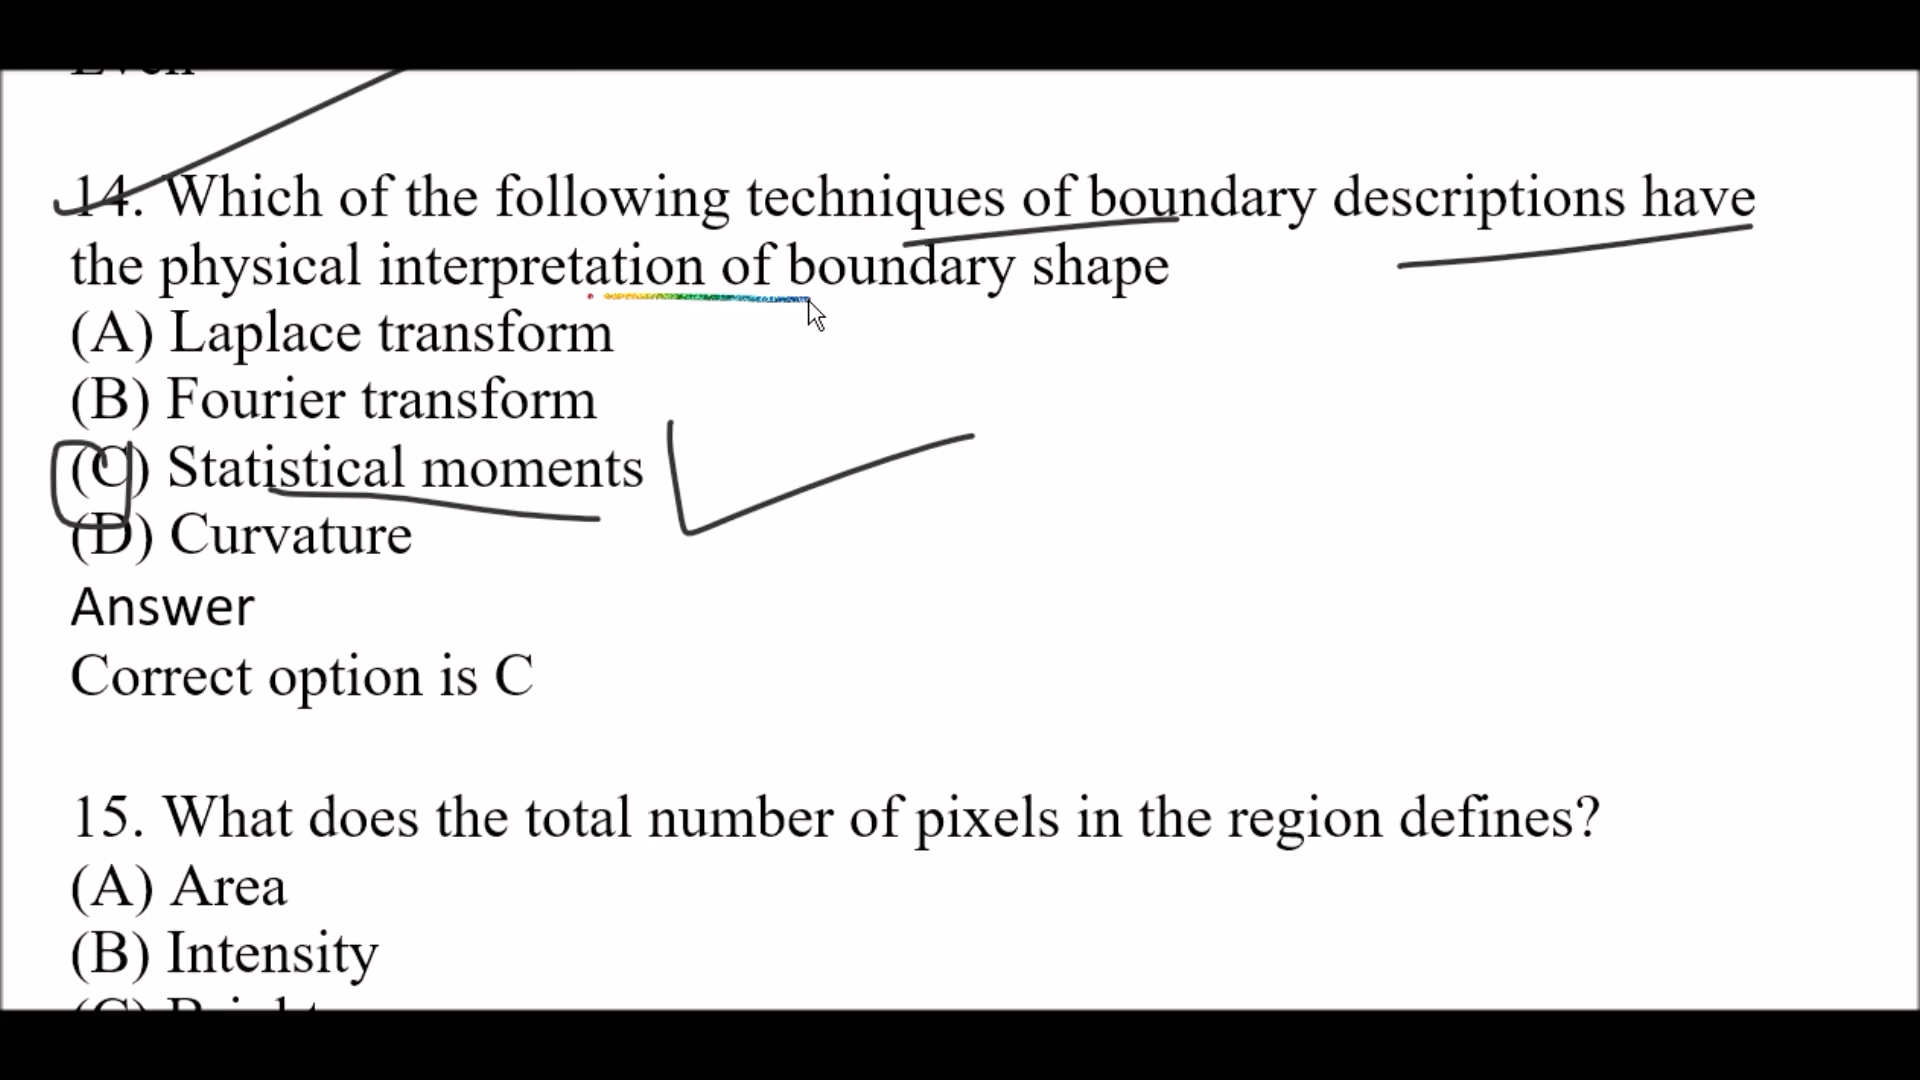 Even
14. Which of the following techniques of boundary descriptions have
the physical interpretation of boundary shape
(A) Laplace transform
(B) Fourier transform
(C) Statistical moments
(D) Curvature
Answer
Correct option is C
15. What does the total number of pixels in the region defines?
(A) Area
(B) Intensity